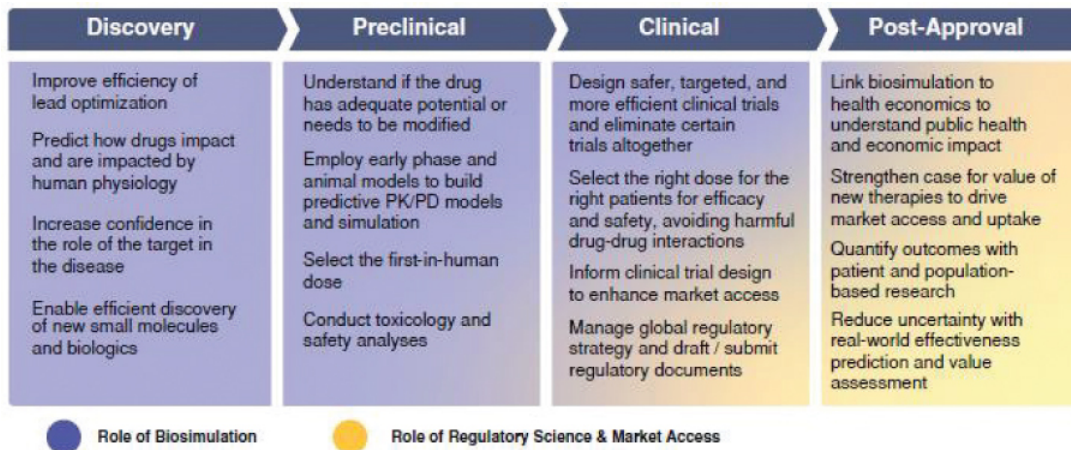 Discovery
Preclinical
Clinical
Post-Approval
Improve efficiency of
lead optimization
Predict how drugs impact
and are impacted by
human physiology
Increase confidence in
the role of the target in
the disease
Enable efficient discovery
of new small molecules
and biologics
Understand if the drug
has adequate potential or
needs to be modified
Employ early phase and
animal models to build
predictive PK/PD models
and simulation
Select the first-in-human
dose
Conduct toxicology and
safety analyses
Design safer, targeted, and
more efficient clinical trials
and eliminate certain
trials altogether
Select the right dose for the
right patients for efficacy
and safety, avoiding harmful
drug-drug interactions
Inform clinical trial design
to enhance market access
Manage global regulatory
strategy and draft / submit
regulatory documents
Link biosimulation to
health economics to
understand public health
and economic impact
Strengthen case for value of
new therapies to drive
market access and uptake
Quantify outcomes with
patient and population-
based research
Reduce uncertainty with
real-world effectiveness
prediction and value
assessment
Role of Biosimulation
Role of Regulatory Science & Market Access